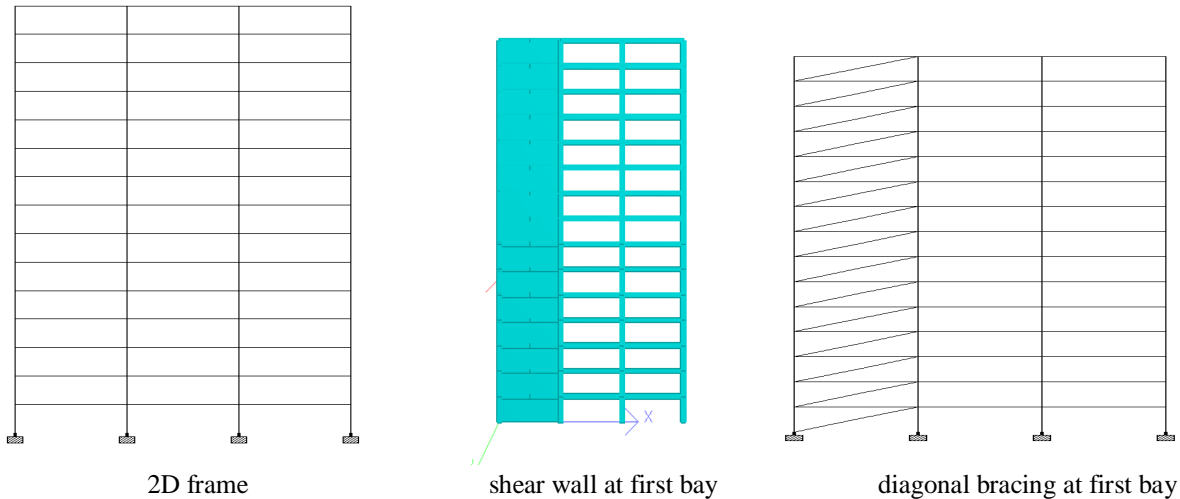 X
2D frame
shear wall at first bay
diagonal bracing at first bay